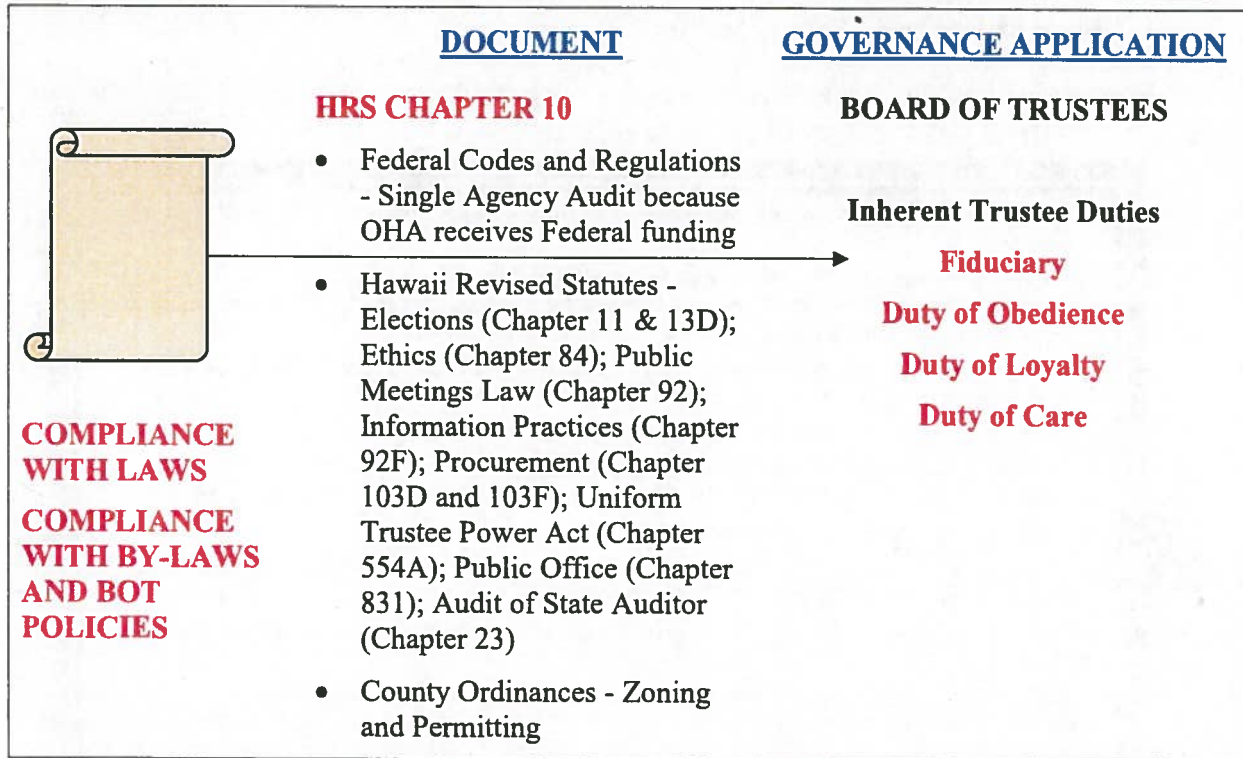 DOCUMENT
GOVERNANCE APPLICATION
HRS CHAPTER 10
BOARD OF TRUSTEES
• Federal Codes and Regulations
- Single Agency Audit because
OHA receives Federal funding
• Hawaii Revised Statutes -
Elections (Chapter 11 & 13D);
Ethics (Chapter 84); Public
Meetings Law (Chapter 92);
Information Practices (Chapter
92F); Procurement (Chapter
103D and 103F); Uniform
Trustee Power Act (Chapter
554A); Public Office (Chapter
831); Audit of State Auditor
(Chapter 23)
• County Ordinances - Zoning
and Permitting
Inherent Trustee Duties
Fiduciary
Duty of Obedience
Duty of Loyalty
Duty of Care
COMPLIANCE
WITH LAWS
COMPLIANCE
WITH BY-LAWS
AND BOT
POLICIES